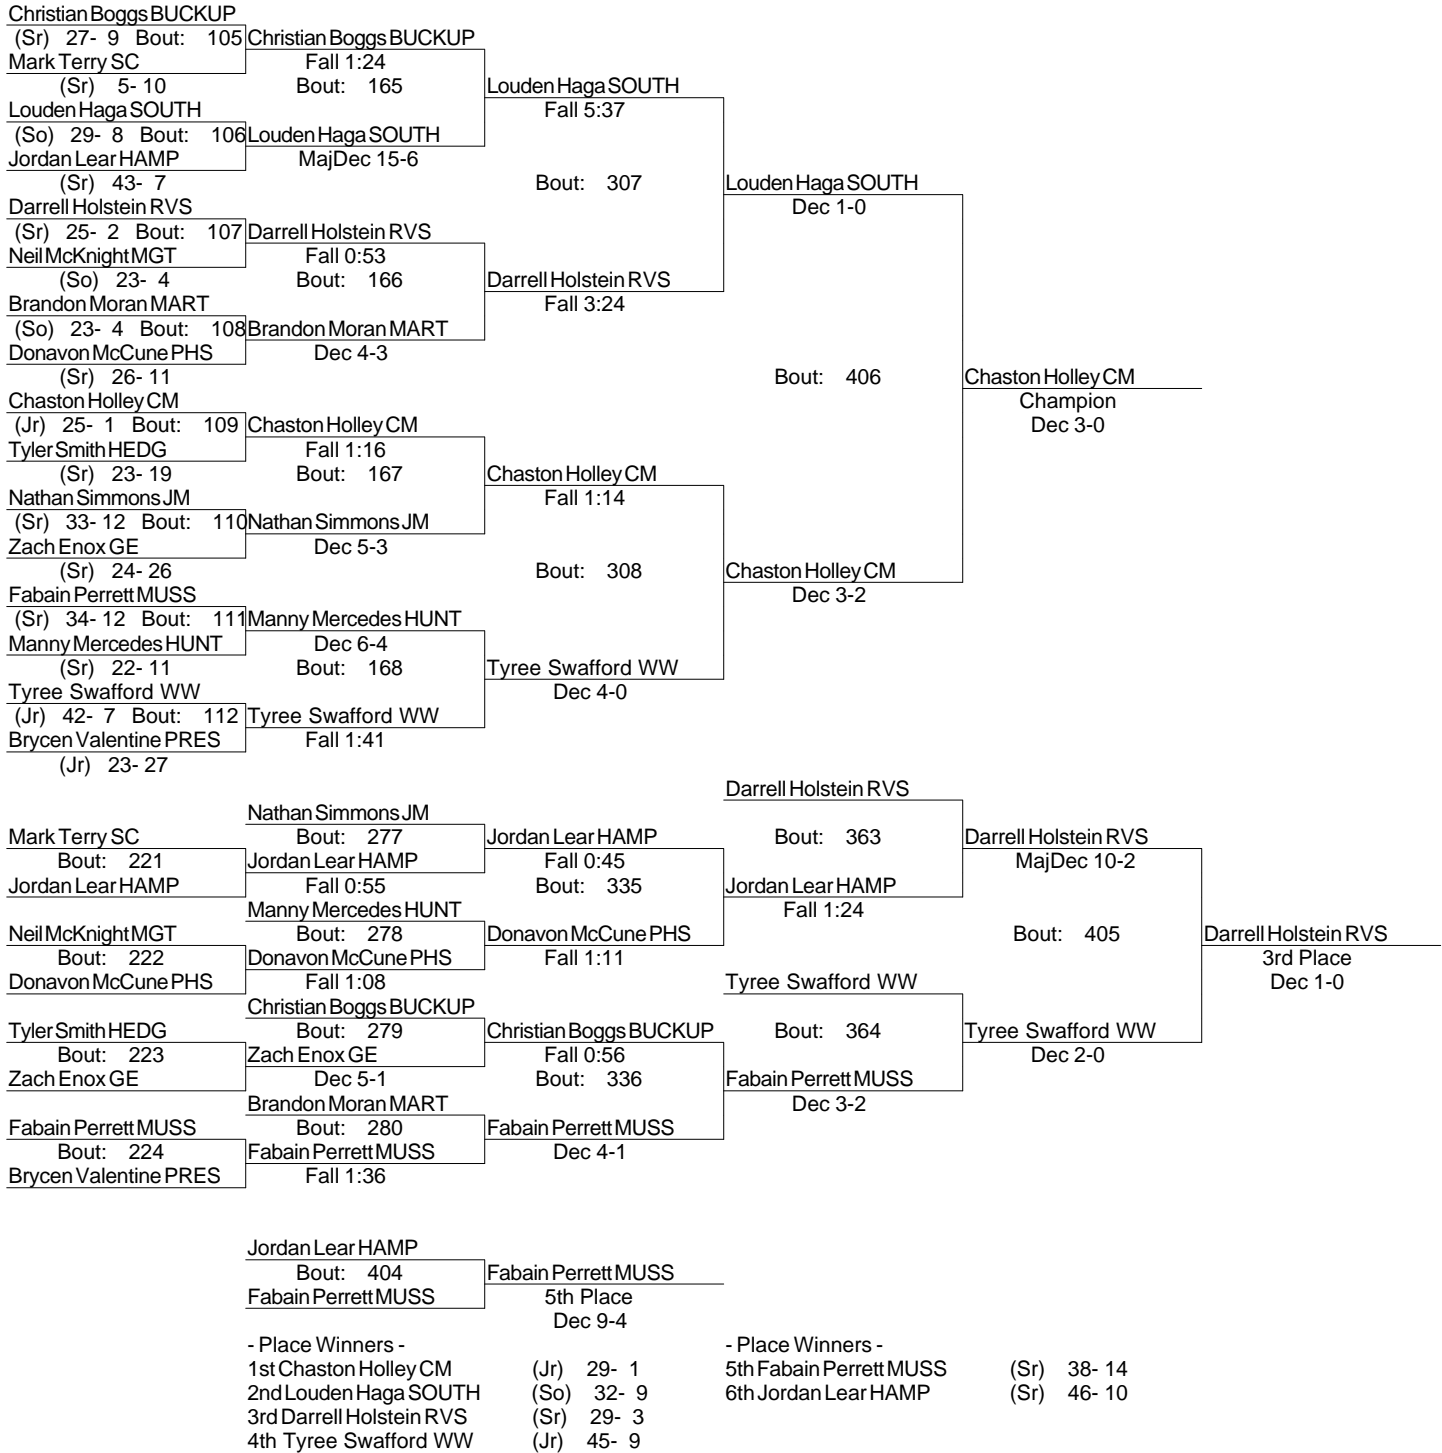 Christian Boggs BUCKUP
(Sr) 27- 9 Bout: 105 Christian Boggs BUCKUP
Mark Terry SC Fall 1:24
(Sr) 5- 10 Bout: 165 Louden Haga SOUTH
Louden Haga SOUTH Fall 5:37
(So) 29- 8 Bout: 106 Louden Haga SOUTH
Jordan Lear HAMP MajDec 15-6
(Sr) 43- 7 Bout: 307 Louden Haga SOUTH
Darrell Holstein RVS Dec 1-0
(Sr) 25- 2 Bout: 107 Darrell Holstein RVS
Neil McKnight MGT Fall 0:53
(So) 23- 4 Bout: 166 Darrell Holstein RVS
Brandon Moran MART Fall 3:24
(So) 23- 4 Bout: 108 Brandon Moran MART
Donavon McCune PHS Dec 4-3
(Sr) 26- 11 Bout: 406 Chaston Holley CM
Chaston Holley CM Champion
(Jr) 25- 1 Bout: 109 Chaston Holley CM Dec 3-0
Tyler Smith HEDG Fall 1:16
(Sr) 23- 19 Bout: 167 Chaston Holley CM
Nathan Simmons JM Fall 1:14
(Sr) 33- 12 Bout: 110 Nathan Simmons JM
Zach Enox GE Dec 5-3
(Sr) 24- 26 Bout: 308 Chaston Holley CM
Fabain Perrett MUSS Dec 3-2
(Sr) 34- 12 Bout: 111 Manny Mercedes HUNT
Manny Mercedes HUNT Dec 6-4
(Sr) 22- 11 Bout: 168 Tyree Swafford WW
Tyree Swafford WW Dec 4-0
(Jr) 42- 7 Bout: 112 Tyree Swafford WW
Brycen Valentine PRES Fall 1:41
(Jr) 23- 27
Darrell Holstein RVS
Nathan Simmons JM
Mark Terry SC Bout: 277 Jordan Lear HAMP Bout: 363 Darrell Holstein RVS
Bout: 221 Jordan Lear HAMP Fall 0:45 MajDec 10-2
Jordan Lear HAMP Fall 0:55 Bout: 335 Jordan Lear HAMP
Manny Mercedes HUNT Fall 1:24
Neil McKnight MGT Bout: 278 Donavon McCune PHS Bout: 405 Darrell Holstein RVS
Bout: 222 Donavon McCune PHS Fall 1:11 3rd Place
Donavon McCune PHS Fall 1:08 Tyree Swafford WW Dec 1-0
Christian Boggs BUCKUP
Tyler Smith HEDG Bout: 279 Christian Boggs BUCKUP Bout: 364 Tyree Swafford WW
Bout: 223 Zach Enox GE Fall 0:56 Dec 2-0
Zach Enox GE Dec 5-1 Bout: 336 Fabain Perrett MUSS
Brandon Moran MART Dec 3-2
Fabain Perrett MUSS Bout: 280 Fabain Perrett MUSS
Bout: 224 Fabain Perrett MUSS Dec 4-1
Brycen Valentine PRES Fall 1:36
Jordan Lear HAMP
Bout: 404 Fabain Perrett MUSS
Fabain Perrett MUSS 5th Place
Dec 9-4
- Place Winners - - Place Winners -
1st Chaston Holley CM (Jr) 29- 1 5th Fabain Perrett MUSS (Sr) 38- 14
2nd Louden Haga SOUTH (So) 32- 9 6th Jordan Lear HAMP (Sr) 46- 10
3rd Darrell Holstein RVS (Sr) 29- 3
4th Tyree Swafford WW (Jr) 45- 9